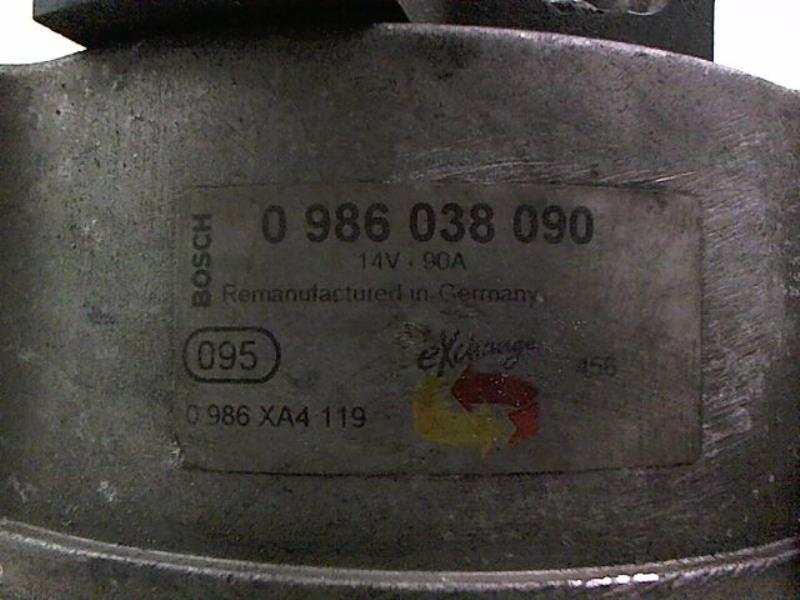 BOSCH
0 986 038 090
14V - 90A
Remanufactured in Germany
eXchange
095
456
0 986 XA4 119